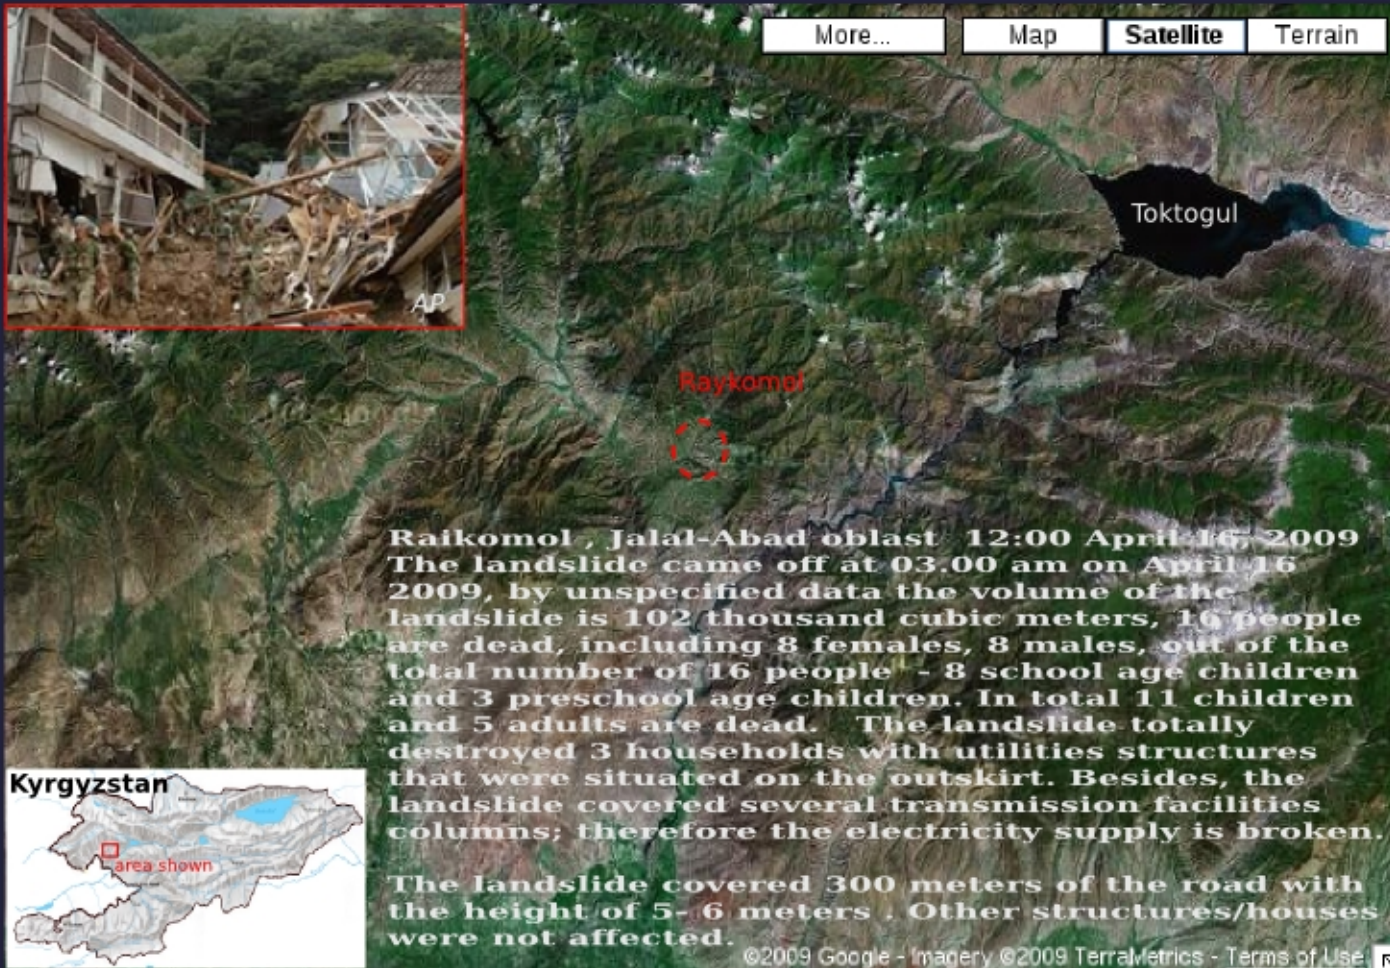 More...
Map
Satellite
Terrain
Toktogul
AP
Raykomol
Raikomol , Jalal-Abad oblast 12:00 April 16, 2009
The landslide came off at 03.00 am on April 16
2009, by unspecified data the volume of the
landslide is 102 thousand cubic meters, 16 people
are dead, including 8 females, 8 males, out of the
total number of 16 people - 8 school age children
and 3 preschool age children. In total 11 children
and 5 adults are dead. The landslide totally
destroyed 3 households with utilities structures
that were situated on the outskirt. Besides, the
landslide covered several transmission facilities
columns; therefore the electricity supply is broken.
The landslide covered 300 meters of the road with
the height of 5- 6 meters . Other structures/houses
were not affected.
Kyrgyzstan
area shown
©2009 Google - Imagery ©2009 TerraMetrics - Terms of Use